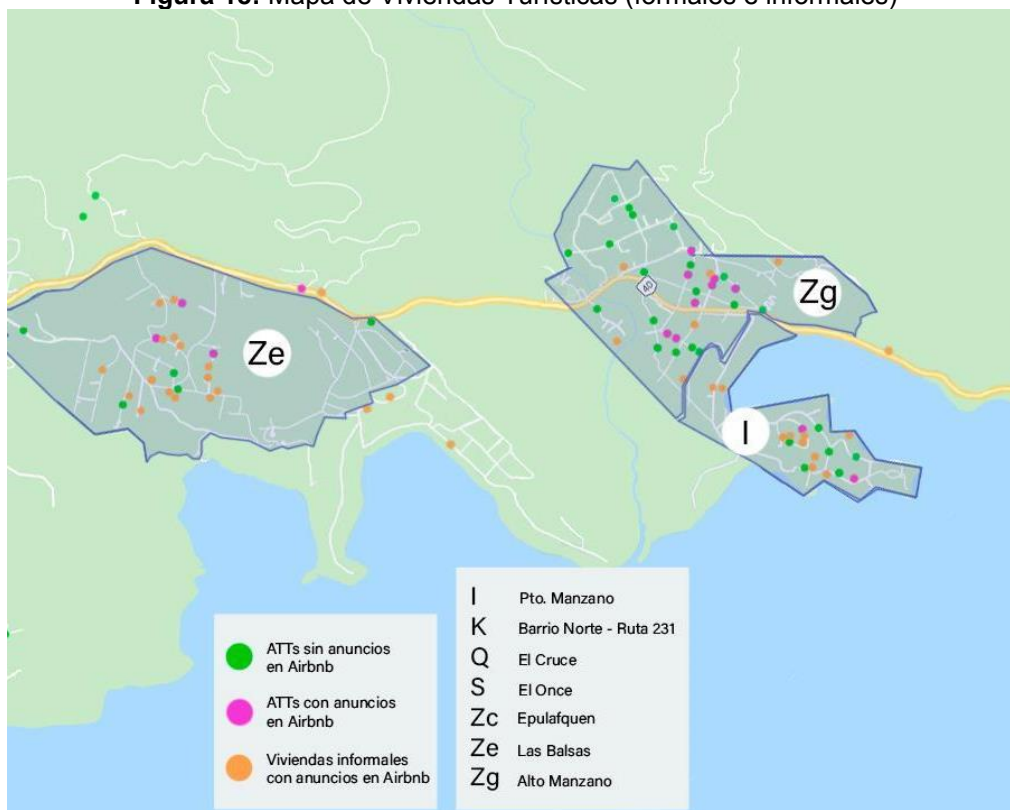 Figura 15: Mapa de Viviendas Turísticas (formales e informales)
40
Zg
Ze
I
ATTs sin anuncios
en Airbnb
ATTs con anuncios
en Airbnb
Viviendas informales
con anuncios en Airbnb
I Pto. Manzano
K Barrio Norte - Ruta 231
Q El Cruce
S El Once
Zc Epulafquen
Ze Las Balsas
Zg Alto Manzano